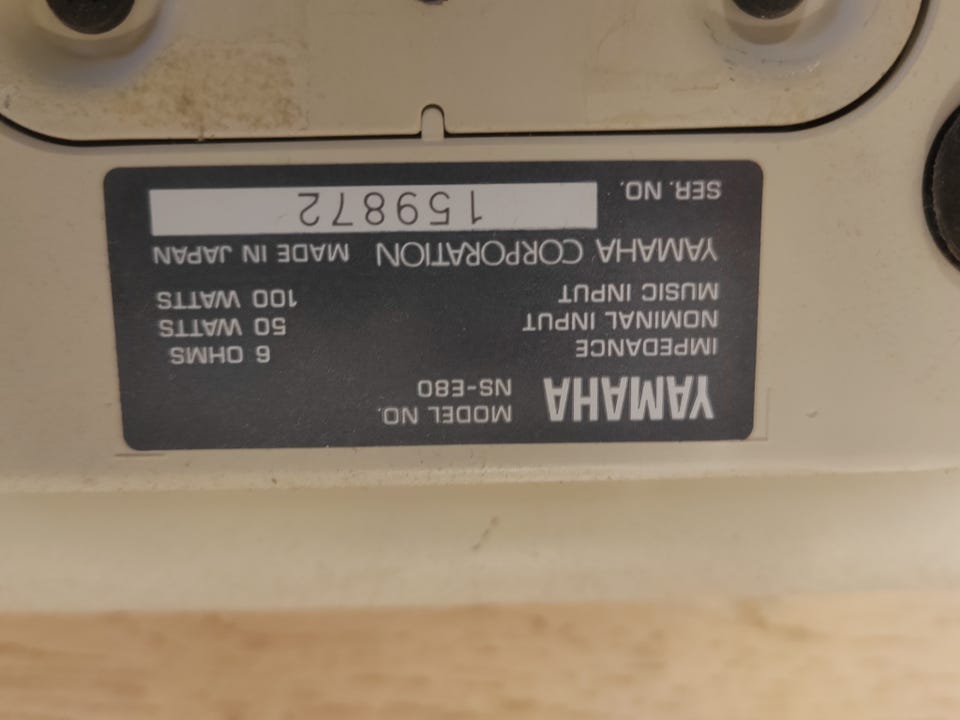 YAMAHA MODEL NO. NS-E80
IMPEDANCE 6 OHMS
NOMINAL INPUT 50 WATTS
MUSIC INPUT 100 WATTS
YAMAHA CORPORATION MADE IN JAPAN
SER. NO. 159872